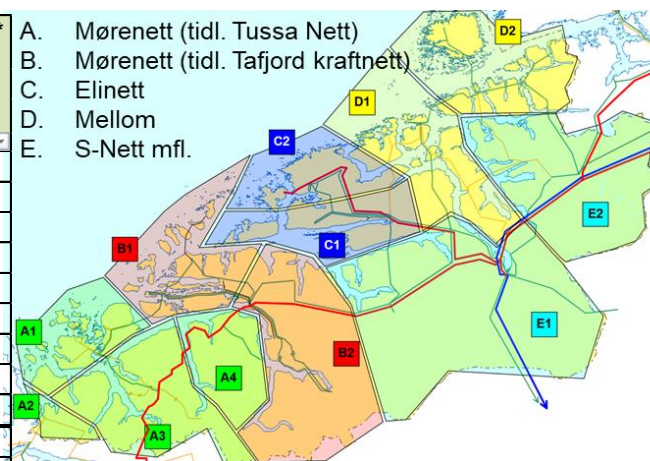 *
A. Mørenett (tidl. Tussa Nett)
B. Mørenett (tidl. Tafjord kraftnett)
C. Elinett
D. Mellom
E. S-Nett mfl.
D2
D1
C2
E2
C1
B1
E1
A1
A4
B2
A2
A3